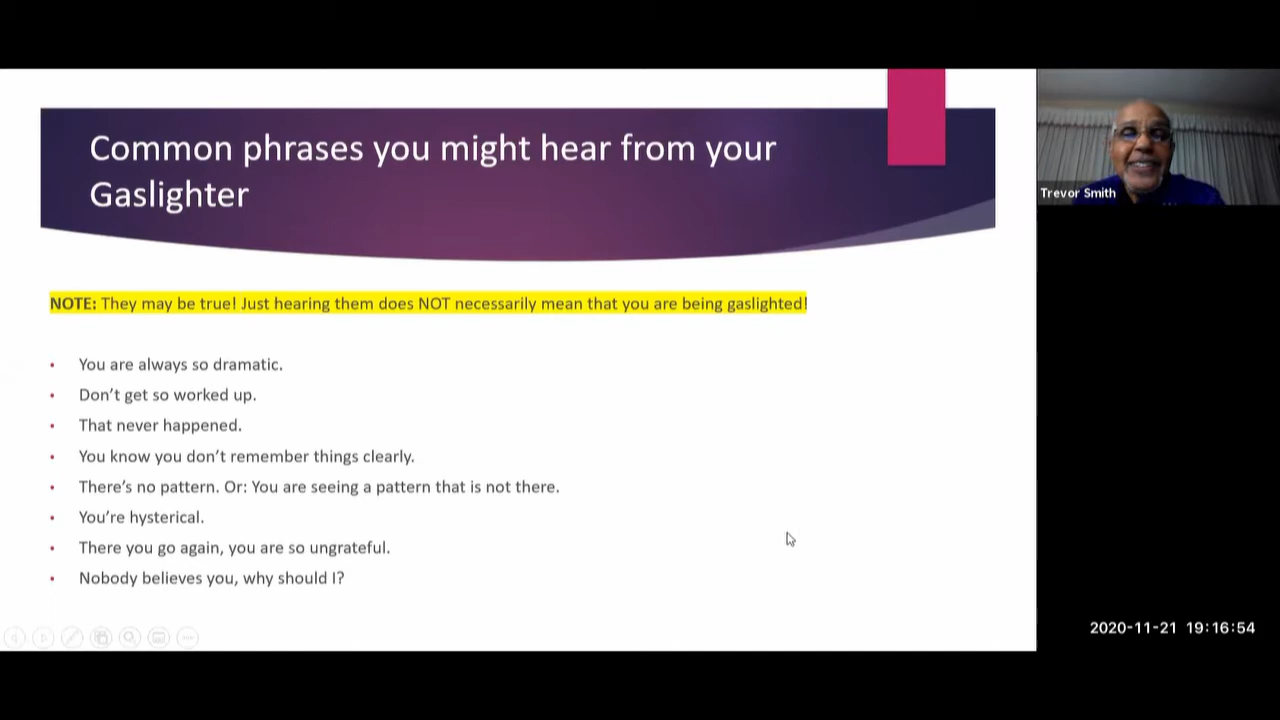 Common phrases you might hear from your
Gaslighter
NOTE: They may be true! Just hearing them does NOT necessarily mean that you are being gaslighted!
• You are always so dramatic.
• Don’t get so worked up.
• That never happened.
• You know you don’t remember things clearly.
• There’s no pattern. Or: You are seeing a pattern that is not there.
• You’re hysterical.
• There you go again, you are so ungrateful.
• Nobody believes you, why should I?
Trevor Smith
2020-11-21 19:16:54